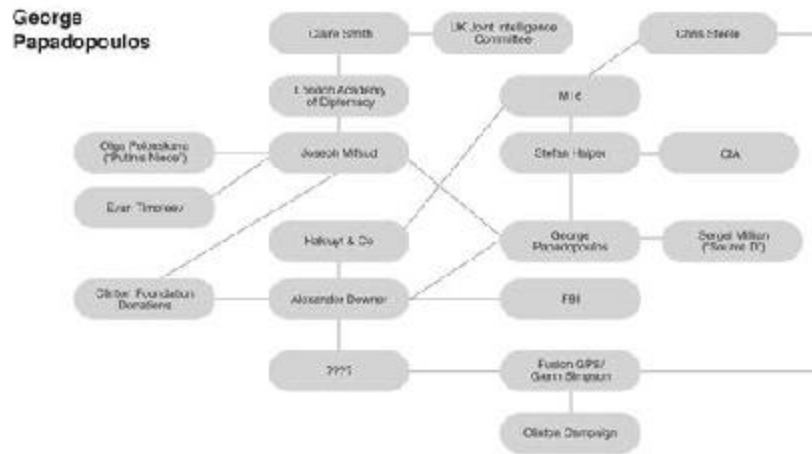 George
Papadopoulos
Claire Smith
UK Joint Intelligence
Committee
Chris Steele
London Academy
of Diplomacy
MI 6
Olga Polonskaya
("Putin's Niece")
Joseph Mifsud
Stefan Halper
CIA
Ivan Timofeev
Hakluyt & Co
George
Papadopoulos
Sergei Millian
("Source D")
Clinton Foundation
Donations
Alexander Downer
FBI
????
Fusion GPS/
Glenn Simpson
Clinton Campaign